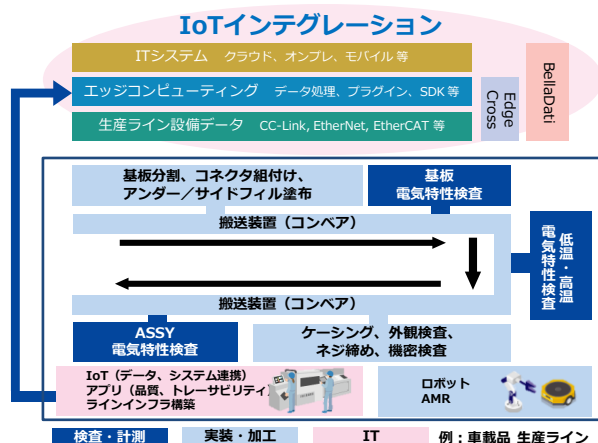 IoTインテグレーション
ITシステム クラウド、オンプレ、モバイル 等
エッジコンピューティング データ処理、プラグイン、SDK 等
生産ライン設備データ CC-Link, EtherNet, EtherCAT 等
Edge
Cross
BellaDati
基板分割、コネクタ組付け、
アンダー／サイドフィル塗布
基板
電気特性検査
搬送装置（コンベア）
低温・高温
電気特性検査
搬送装置（コンベア）
ASSY
電気特性検査
ケーシング、外観検査、
ネジ締め、機密検査
IoT（データ、システム連携）
アプリ（品質、トレーサビリティ）
ラインインフラ構築
ロボット
AMR
検査・計測
実装・加工
IT
例：車載品 生産ライン